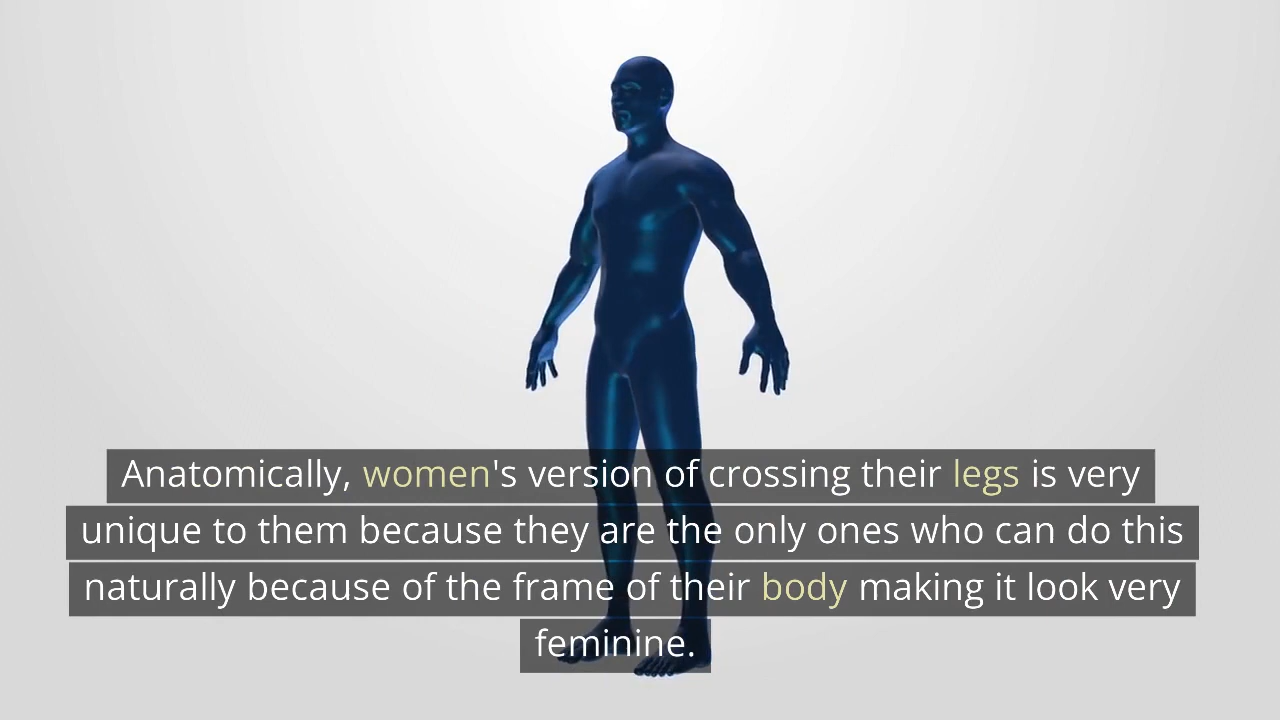 Anatomically, women's version of crossing their legs is very
unique to them because they are the only ones who can do this
naturally because of the frame of their body making it look very
feminine.